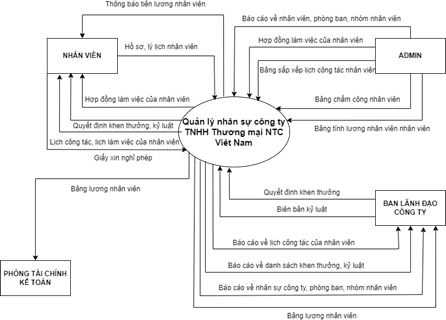 Thông báo tiền lương nhân viên
Báo cáo về nhân viên, phòng ban, nhóm nhân viên
Hợp đồng làm việc của nhân viên
NHÂN VIÊN
Hồ sơ, lý lịch nhân viên
ADMIN
Bảng sắp xếp lịch công tác nhân viên
Hợp đồng làm việc của nhân viên
Bảng chấm công nhân viên
Quản lý nhân sự công ty
TNHH Thương mại NTC
Việt Nam
Quyết định khen thưởng, kỷ luật
Bảng tính lương nhân viên nhân viên
Lịch công tác, lịch làm việc của nhân viên
Giấy xin nghỉ phép
Bảng lương nhân viên
Quyết định khen thưởng
BAN LÃNH ĐẠO
CÔNG TY
Biên bản kỷ luật
Báo cáo về lịch công tác của nhân viên
Báo cáo về danh sách khen thưởng, kỷ luật
PHÒNG TÀI CHÍNH
KẾ TOÁN
Báo cáo về nhân sự công ty, phòng ban, nhóm nhân viên
Bảng lương nhân viên